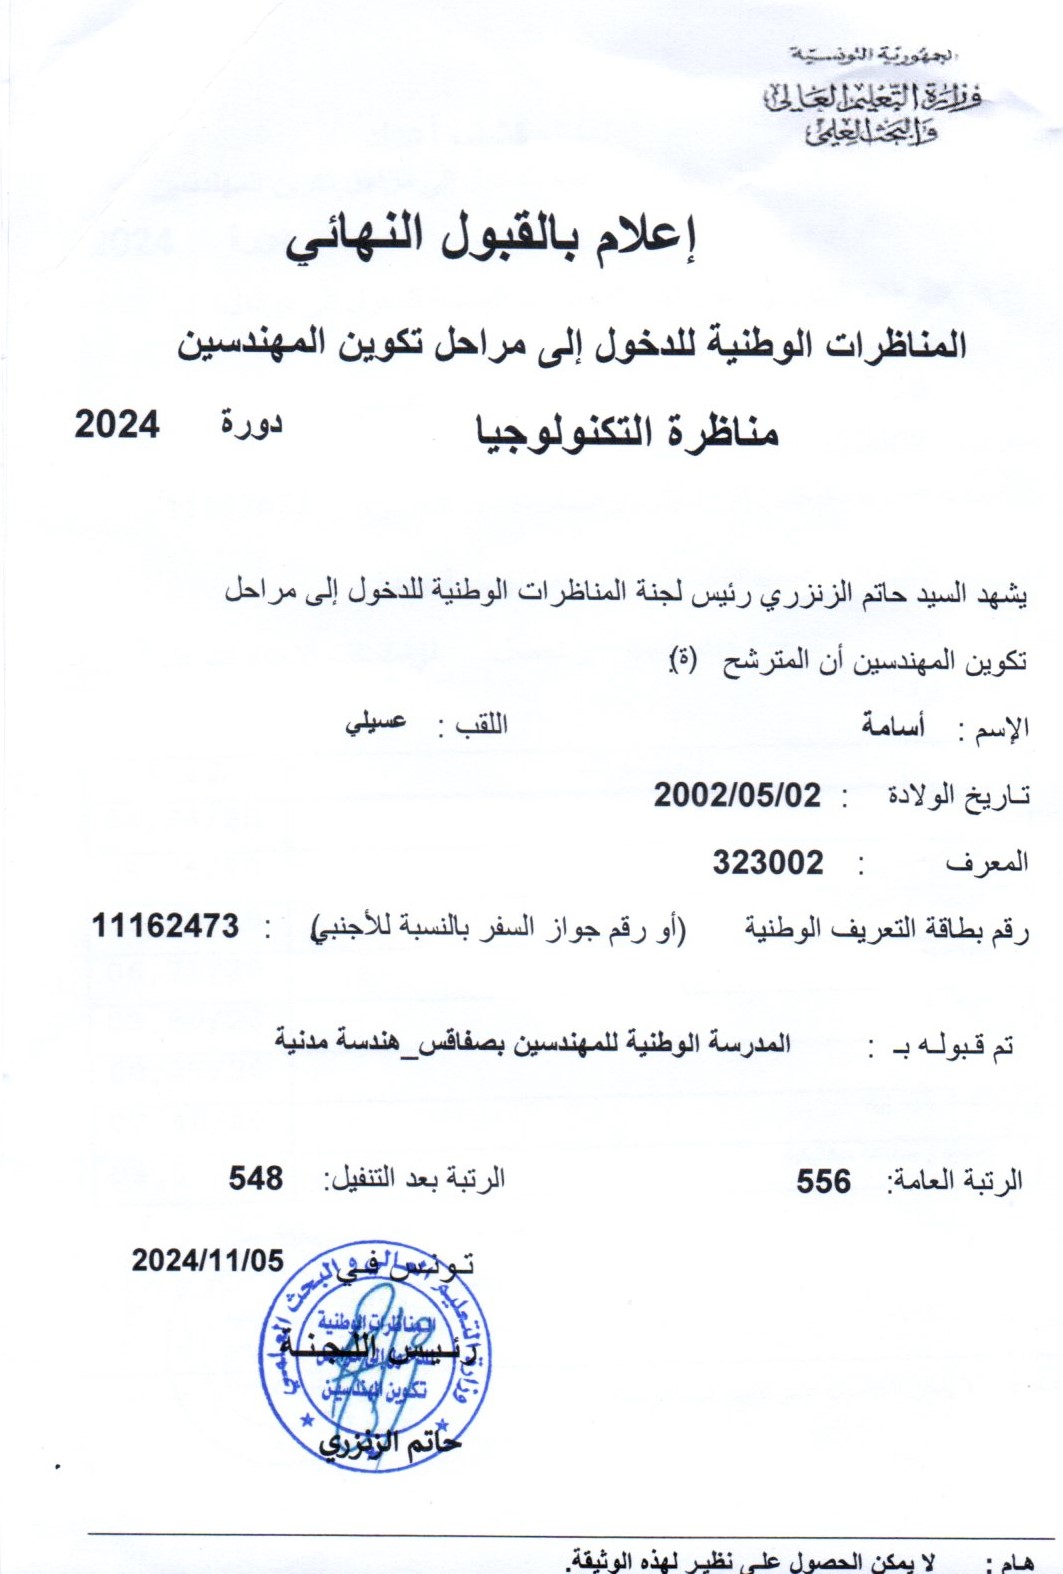 الجمهورية التونسية
وزارة التعليم العالي
والبحث العلمي
إعلام بالقبول النهائي
المناظرات الوطنية للدخول إلى مراحل تكوين المهندسين
مناظرة التكنولوجيا دورة 2024
يشهد السيد حاتم الزنزري رئيس لجنة المناظرات الوطنية للدخول إلى مراحل
تكوين المهندسين أن المترشح (ة):
الإسم : أسامة اللقب : عسيلي
تاريخ الولادة : 2002/05/02
المعرف : 323002
رقم بطاقة التعريف الوطنية (أو رقم جواز السفر بالنسبة للأجنبي) : 11162473
تم قبوله بـ : المدرسة الوطنية للمهندسين بصفاقس_هندسة مدنية
الرتبة العامة: 556 الرتبة بعد التنفيل: 548
تونس في 2024/11/05
وزارة التعليم العالي و البحث العلمي
المناظرات الوطنية
تكوين المهندسين
رئيس اللجنة
حاتم الزنزري
هام : لا يمكن الحصول على نظير لهذه الوثيقة.